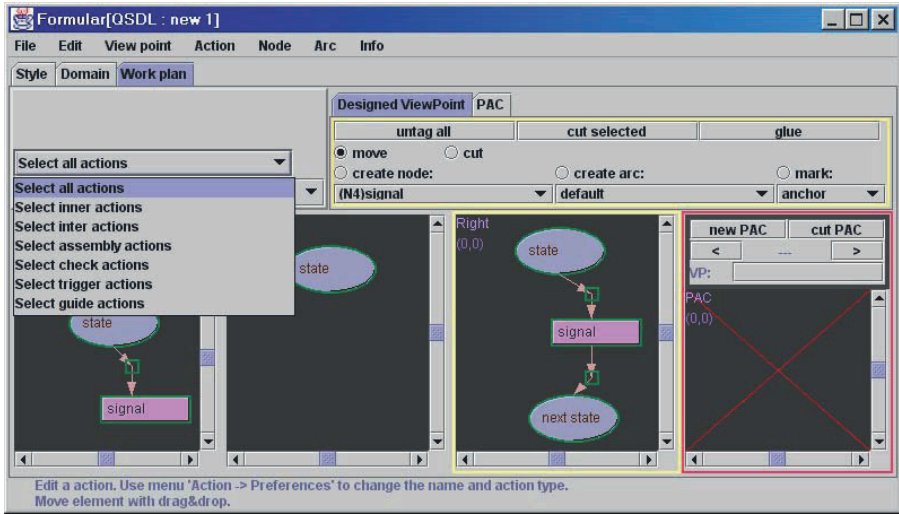 Formular[QSDL : new 1]
File Edit View point Action Node Arc Info
Style Domain Work plan
Designed ViewPoint PAC
untag all cut selected glue
move cut
Select all actions
create node: create arc: mark:
(N4)signal default anchor
Select all actions
Select inner actions
Select inter actions
Select assembly actions
Select check actions
Select trigger actions
Select guide actions
state
signal
state
Right
(0,0)
state
signal
next state
new PAC cut PAC
< --- >
VP:
PAC
(0,0)
Edit a action. Use menu 'Action -> Preferences' to change the name and action type.
Move element with drag&drop.